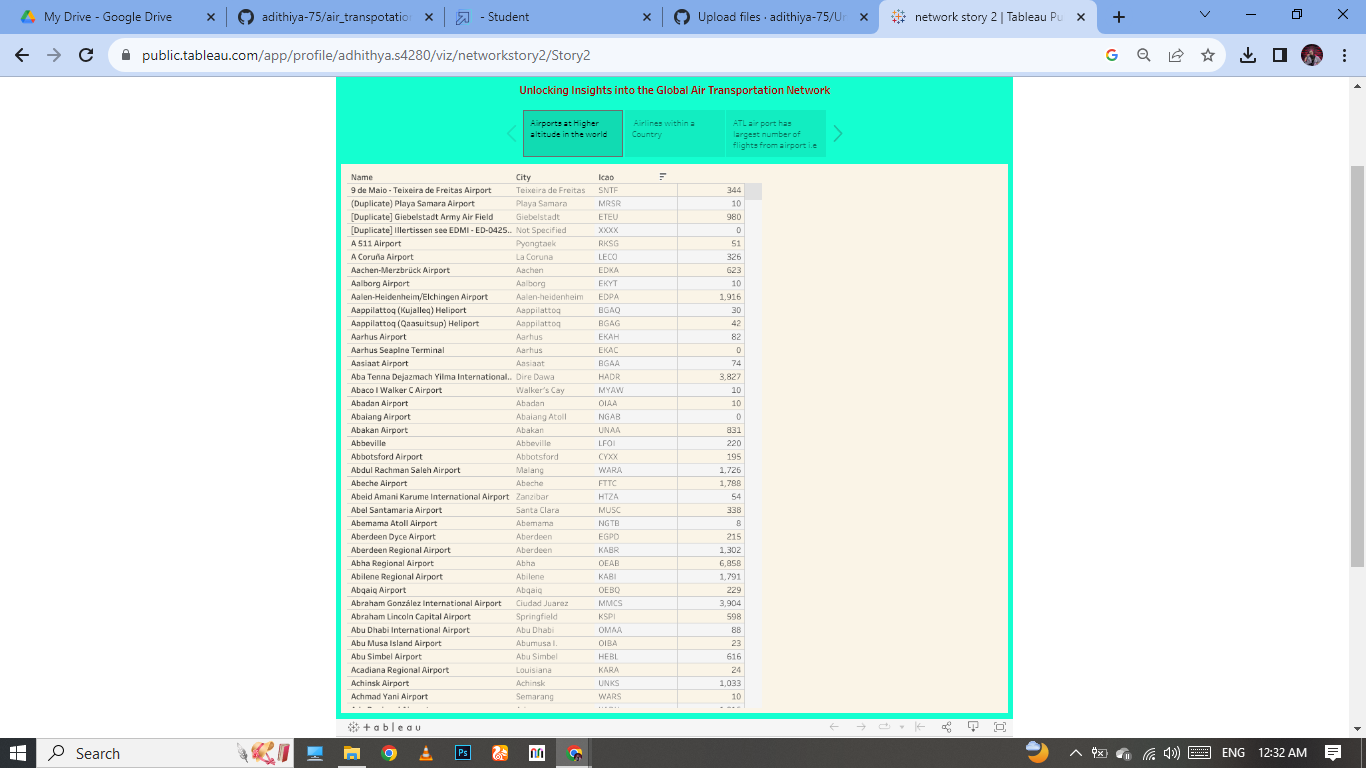 My Drive - Google Drive
adithiya-75/air_transpotation
- Student
Upload files · adithiya-75/Ur
network story 2 | Tableau Pu
public.tableau.com/app/profile/adhithya.s4280/viz/networkstory2/Story2
Unlocking Insights into the Global Air Transportation Network
Airports at Higher
altitude in the world
Airlines within a
Country
ATL air port has
largest number of
flights from airport i.e
Name City Icao
9 de Maio - Teixeira de Freitas Airport Teixeira de Freitas SNTF 344
(Duplicate) Playa Samara Airport Playa Samara MRSR 10
[Duplicate] Giebelstadt Army Air Field Giebelstadt ETEU 980
[Duplicate] Illertissen see EDMI - ED-0425.. Not Specified XXXX 0
A 511 Airport Pyongtaek RKSG 51
A Coruña Airport La Coruna LECO 326
Aachen-Merzbrück Airport Aachen EDKA 623
Aalborg Airport Aalborg EKYT 10
Aalen-Heidenheim/Elchingen Airport Aalen-heidenheim EDPA 1,916
Aappilattoq (Kujalleq) Heliport Aappilattoq BGAQ 30
Aappilattoq (Qaasuitsup) Heliport Aappilattoq BGAG 42
Aarhus Airport Aarhus EKAH 82
Aarhus Seaplne Terminal Aarhus EKAC 0
Aasiaat Airport Aasiaat BGAA 74
Aba Tenna Dejazmach Yilma International.. Dire Dawa HADR 3,827
Abaco I Walker C Airport Walker's Cay MYAW 10
Abadan Airport Abadan OIAA 10
Abaiang Airport Abaiang Atoll NGAB 0
Abakan Airport Abakan UNAA 831
Abbeville Abbeville LFOI 220
Abbotsford Airport Abbotsford CYXX 195
Abdul Rachman Saleh Airport Malang WARA 1,726
Abeche Airport Abeche FTTC 1,788
Abeid Amani Karume International Airport Zanzibar HTZA 54
Abel Santamaria Airport Santa Clara MUSC 338
Abemama Atoll Airport Abemama NGTB 8
Aberdeen Dyce Airport Aberdeen EGPD 215
Aberdeen Regional Airport Aberdeen KABR 1,302
Abha Regional Airport Abha OEAB 6,858
Abilene Regional Airport Abilene KABI 1,791
Abqaiq Airport Abqaiq OEBQ 229
Abraham González International Airport Ciudad Juarez MMCS 3,904
Abraham Lincoln Capital Airport Springfield KSPI 598
Abu Dhabi International Airport Abu Dhabi OMAA 88
Abu Musa Island Airport Abumusa I. OIBA 23
Abu Simbel Airport Abu Simbel HEBL 616
Acadiana Regional Airport Louisiana KARA 24
Achinsk Airport Achinsk UNKS 1,033
Achmad Yani Airport Semarang WARS 10
+ableau
Search
ENG 12:32 AM